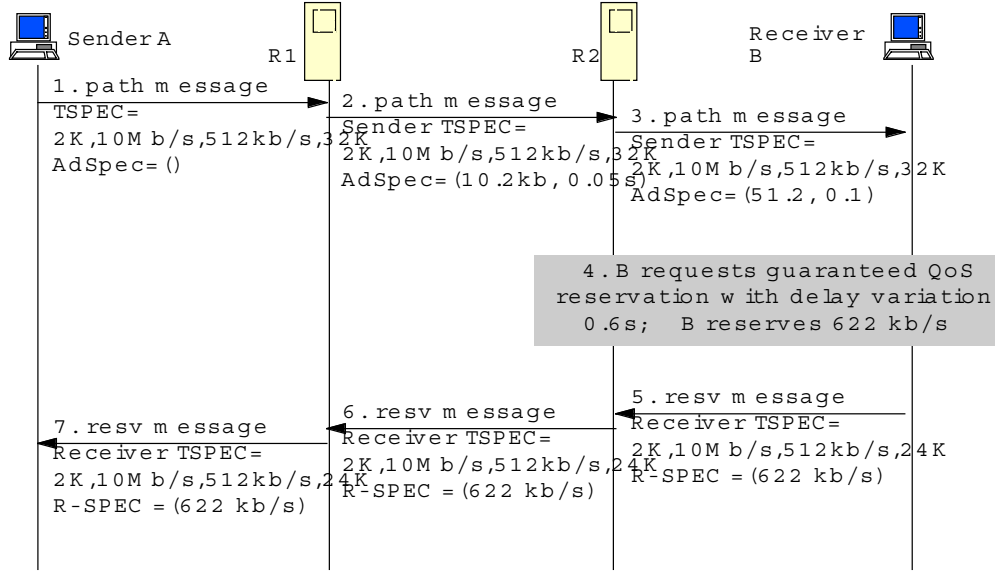 Sender A
R1
R2
Receiver
B
1. path message
TSPEC=
2K,10Mb/s,512kb/s,32K
AdSpec=()
2. path message
Sender TSPEC=
2K,10Mb/s,512kb/s,32K
AdSpec=(10.2kb, 0.05s)
3. path message
Sender TSPEC=
2K,10Mb/s,512kb/s,32K
AdSpec=(51.2, 0.1)
4. B requests guaranteed QoS
reservation with delay variation
0.6s; B reserves 622 kb/s
5. resv message
Receiver TSPEC=
2K,10Mb/s,512kb/s,24K
R-SPEC =(622 kb/s)
6. resv message
Receiver TSPEC=
2K,10Mb/s,512kb/s,24K
R-SPEC =(622 kb/s)
7. resv message
Receiver TSPEC=
2K,10Mb/s,512kb/s,24K
R-SPEC =(622 kb/s)